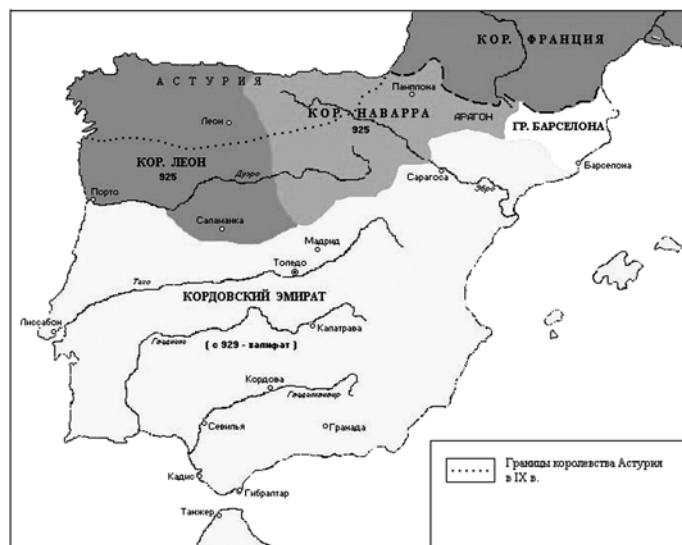 КОР. ФРАНЦИЯ
АСТУРИЯ
Памплона
КОР. НАВАРРА
925
АРАГОН
ГР. БАРСЕЛОНА
Леон
КОР. ЛЕОН
925
Дуэро
Барселона
Сарагоса
Эбро
Порто
Саламанка
Мадрид
Толедо
Тахо
КОРДОВСКИЙ ЭМИРАТ
Лиссабон
Калатрава
Гвадиана
( с 929 - халифат )
Кордова
Гвадалквивир
Севилья
Гранада
Кадис
Гибралтар
Танжер
Границы королевства Астурия
в IX в.